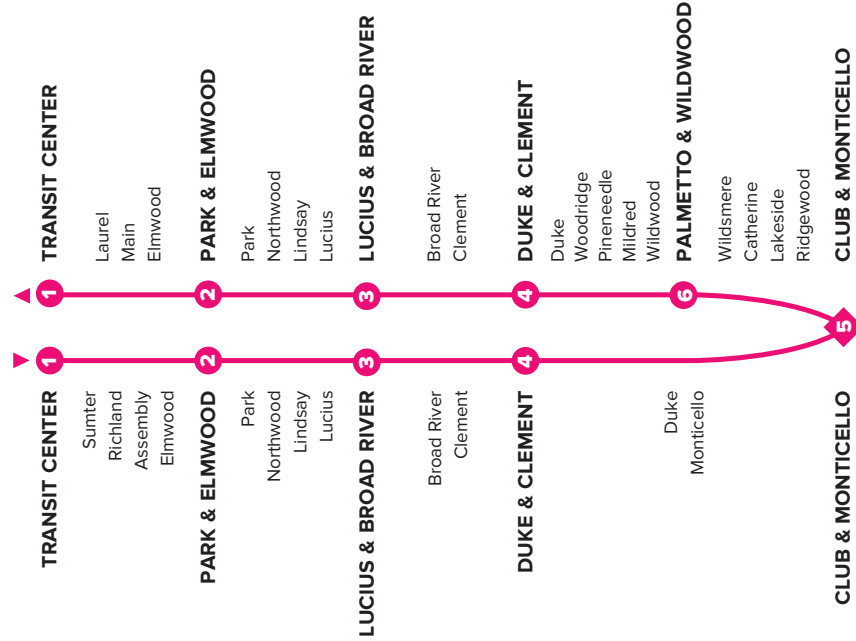 TRANSIT CENTER
Laurel
Main
Elmwood
PARK & ELMWOOD
Park
Northwood
Lindsay
Lucius
LUCIUS & BROAD RIVER
Broad River
Clement
DUKE & CLEMENT
Duke
Woodridge
Pineneedle
Mildred
Wildwood
PALMETTO & WILDWOOD
Wildsmere
Catherine
Lakeside
Ridgewood
CLUB & MONTICELLO
1
2
3
4
6
5
1
2
3
4
TRANSIT CENTER
Sumter
Richland
Assembly
Elmwood
PARK & ELMWOOD
Park
Northwood
Lindsay
Lucius
LUCIUS & BROAD RIVER
Broad River
Clement
DUKE & CLEMENT
Duke
Monticello
CLUB & MONTICELLO